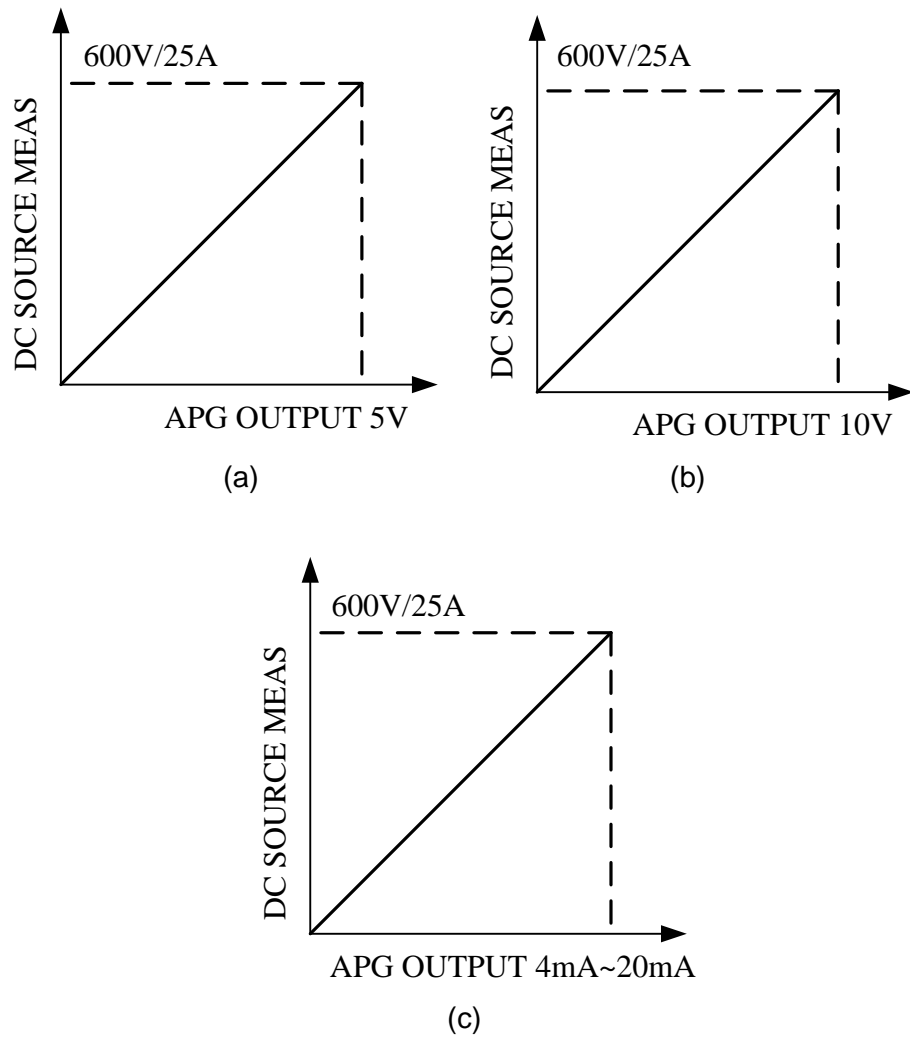 600V/25A
DC SOURCE MEAS
APG OUTPUT 5V
(a)
600V/25A
DC SOURCE MEAS
APG OUTPUT 10V
(b)
600V/25A
DC SOURCE MEAS
APG OUTPUT 4mA~20mA
(c)